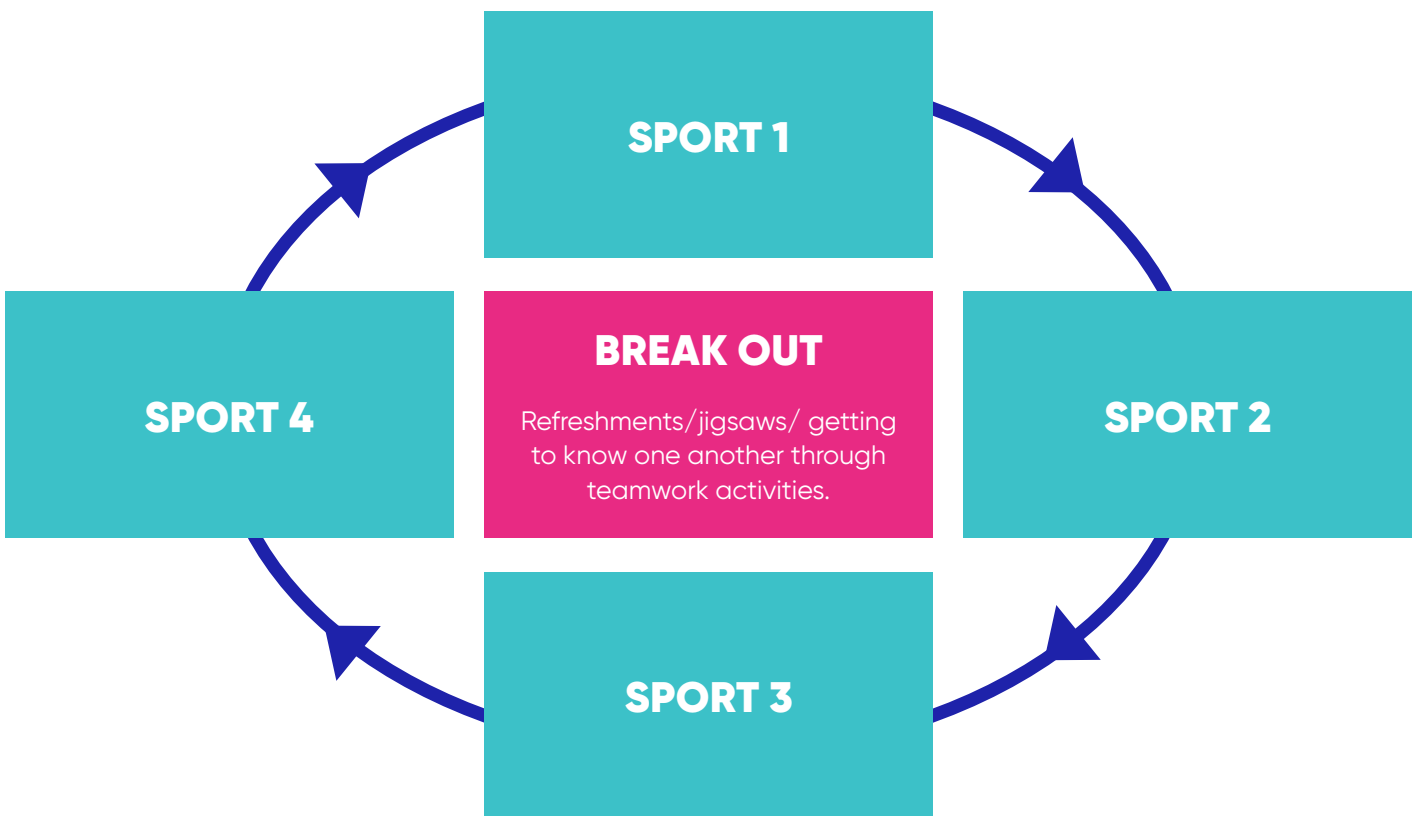 SPORT 1
SPORT 4
BREAK OUT
Refreshments/jigsaws/ getting
to know one another through
teamwork activities.
SPORT 2
SPORT 3